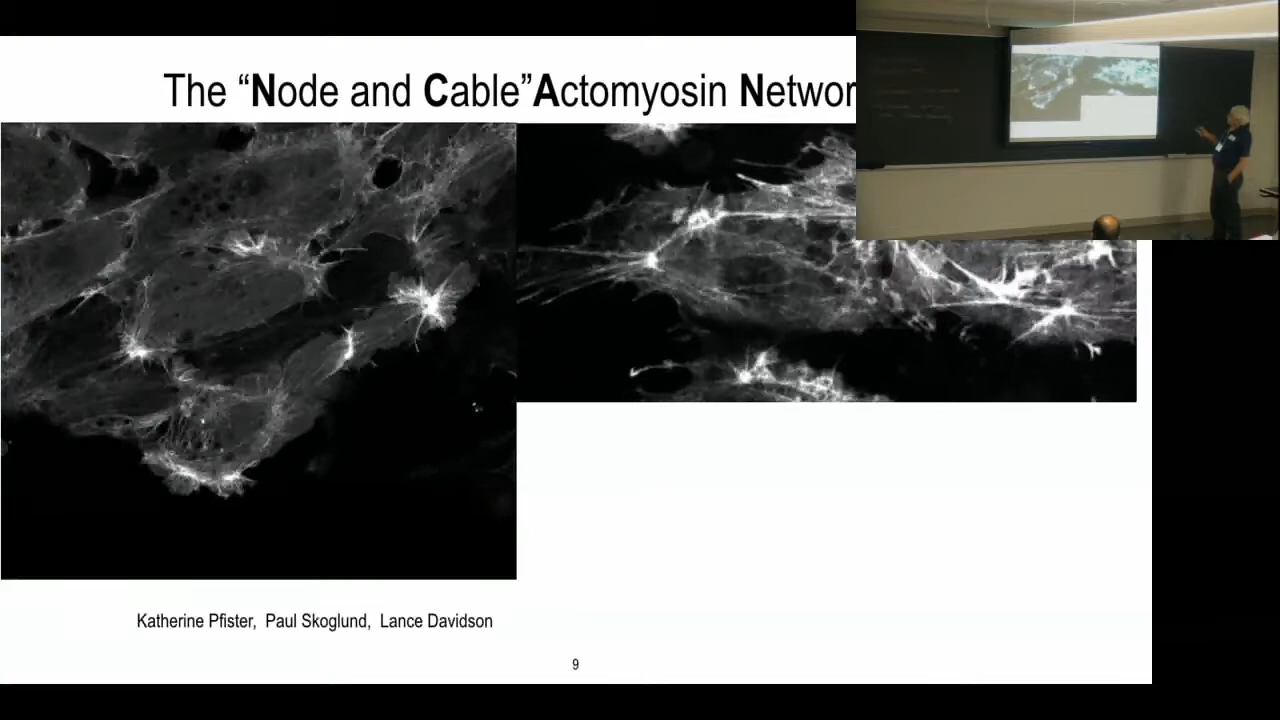 The “Node and Cable”Actomyosin Networ
Katherine Pfister, Paul Skoglund, Lance Davidson
9